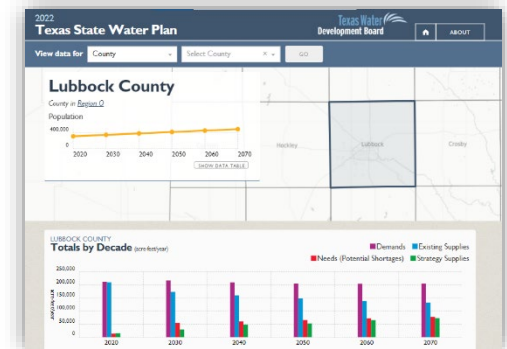 2022
Texas State Water Plan
Texas Water
Development Board
ABOUT
View data for County Select County × GO
Lubbock County
County in Region O
Population
400,000
0
2020 2030 2040 2050 2060 2070
SHOW DATA TABLE
Hockley Lubbock Crosby
LUBBOCK COUNTY
Totals by Decade (acre-feet/year)
Demands Existing Supplies
Needs (Potential Shortages) Strategy Supplies
250,000
200,000
150,000
100,000
50,000
0
2020 2030 2040 2050 2060 2070